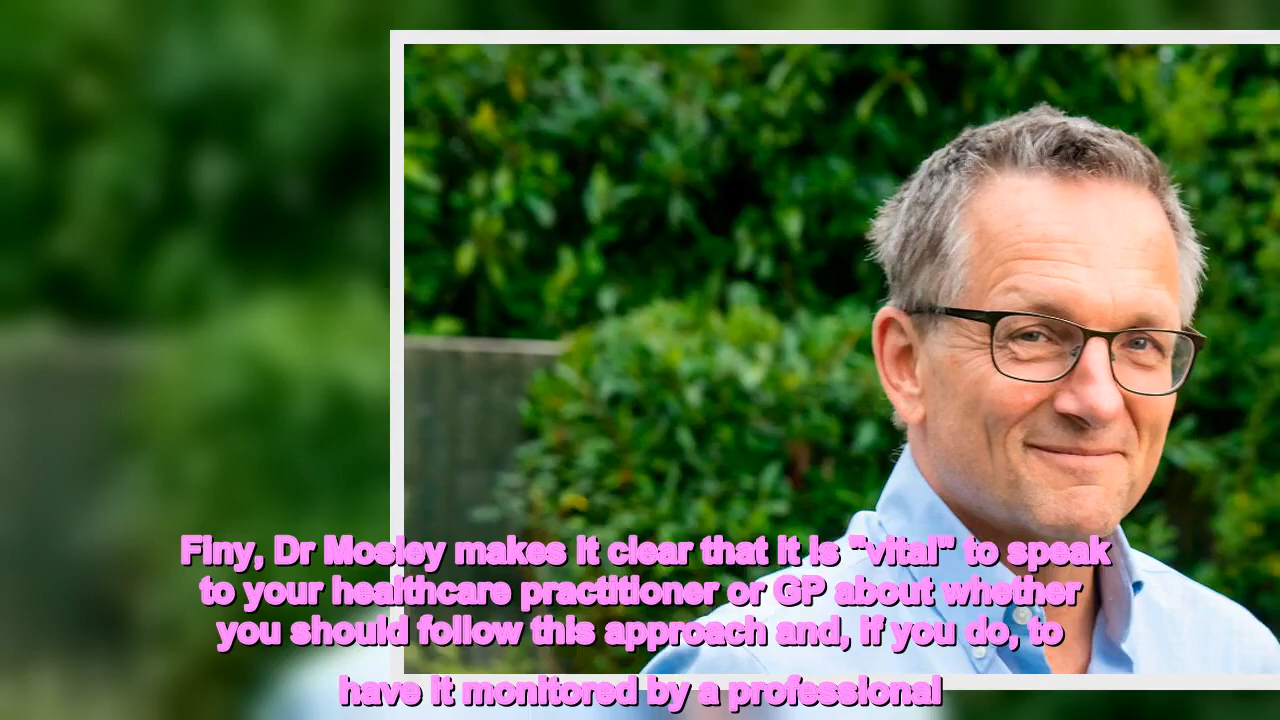 Finy, Dr Mosley makes it clear that it is "vital" to speak
to your healthcare practitioner or GP about whether
you should follow this approach and, if you do, to
have it monitored by a professional